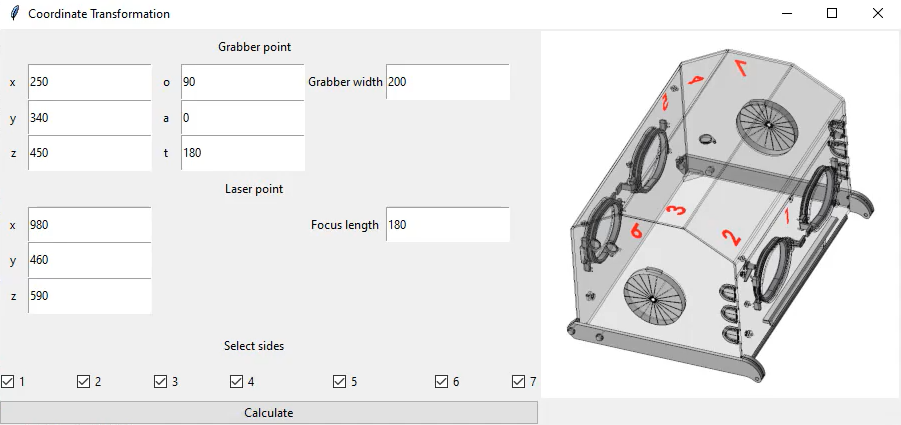 Coordinate Transformation
Grabber point
x 250 o 90 Grabber width 200
y 340 a 0
z 450 t 180
Laser point
x 980 Focus length 180
y 460
z 590
Select sides
1 2 3 4 5 6 7
Calculate
7
4
5
1
3
6
2